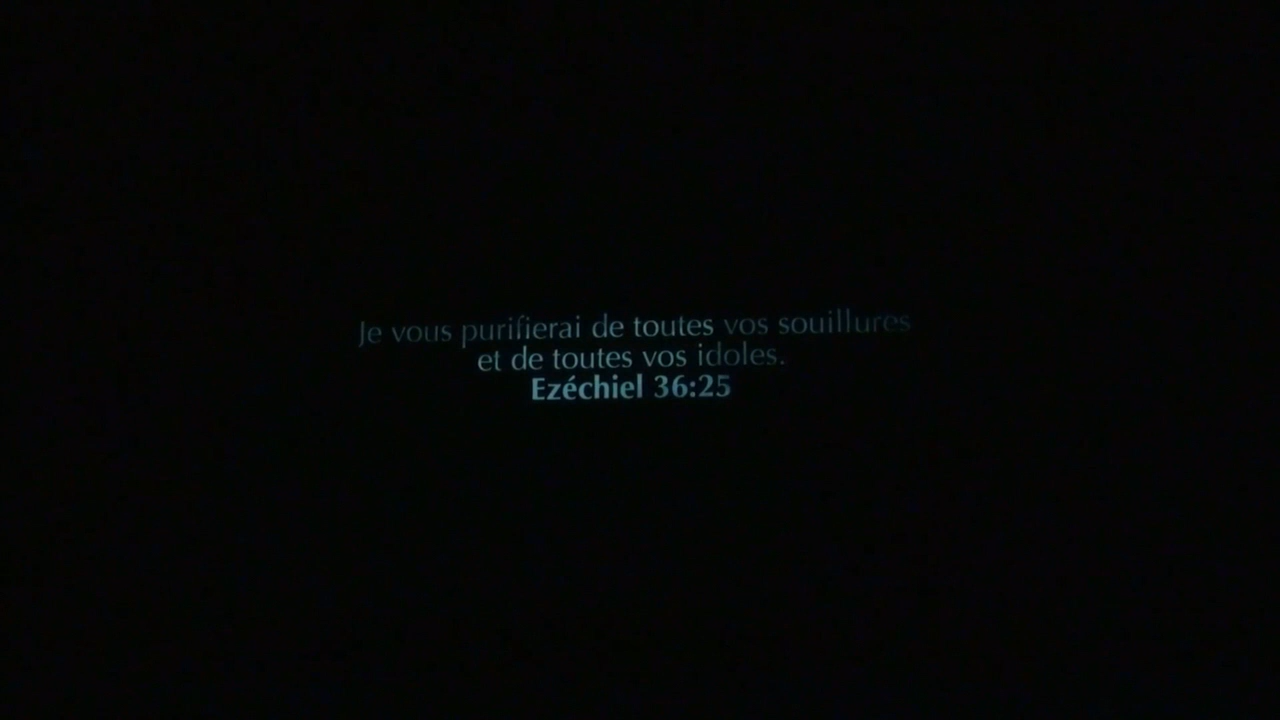 Je vous purifierai de toutes vos souillures
et de toutes vos idoles.
Ezéchiel 36:25